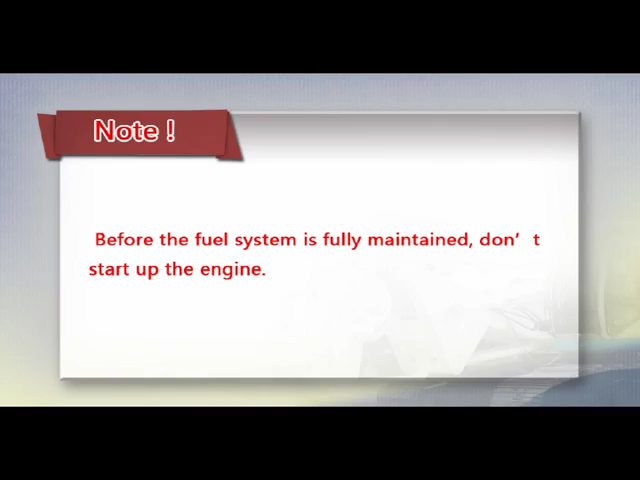 Note !
Before the fuel system is fully maintained, don’ t
start up the engine.